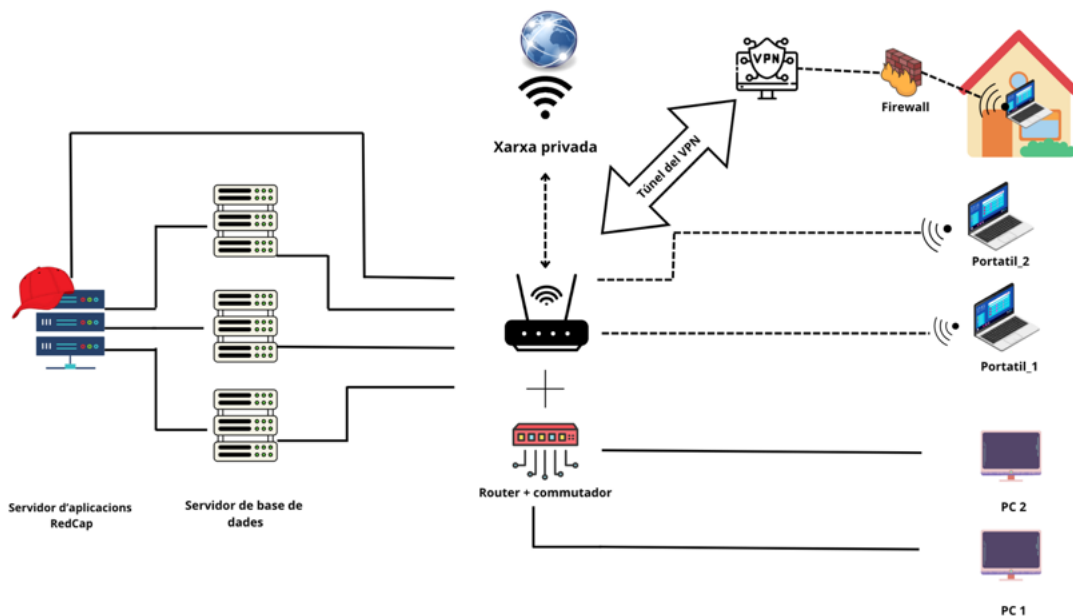 VPN
Firewall
Xarxa privada
Túnel del VPN
Portatil_2
Portatil_1
Router + commutador
PC 2
Servidor d'aplicacions
RedCap
Servidor de base de
dades
PC 1